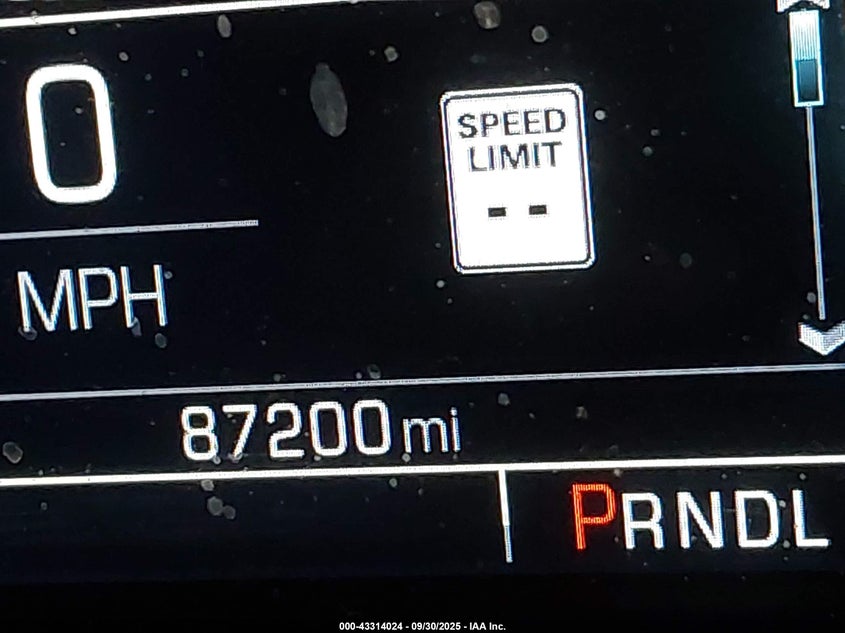 0
MPH
SPEED
LIMIT
- -
87200mi
PRNDL
000-43314024 - 09/30/2025 - IAA Inc.